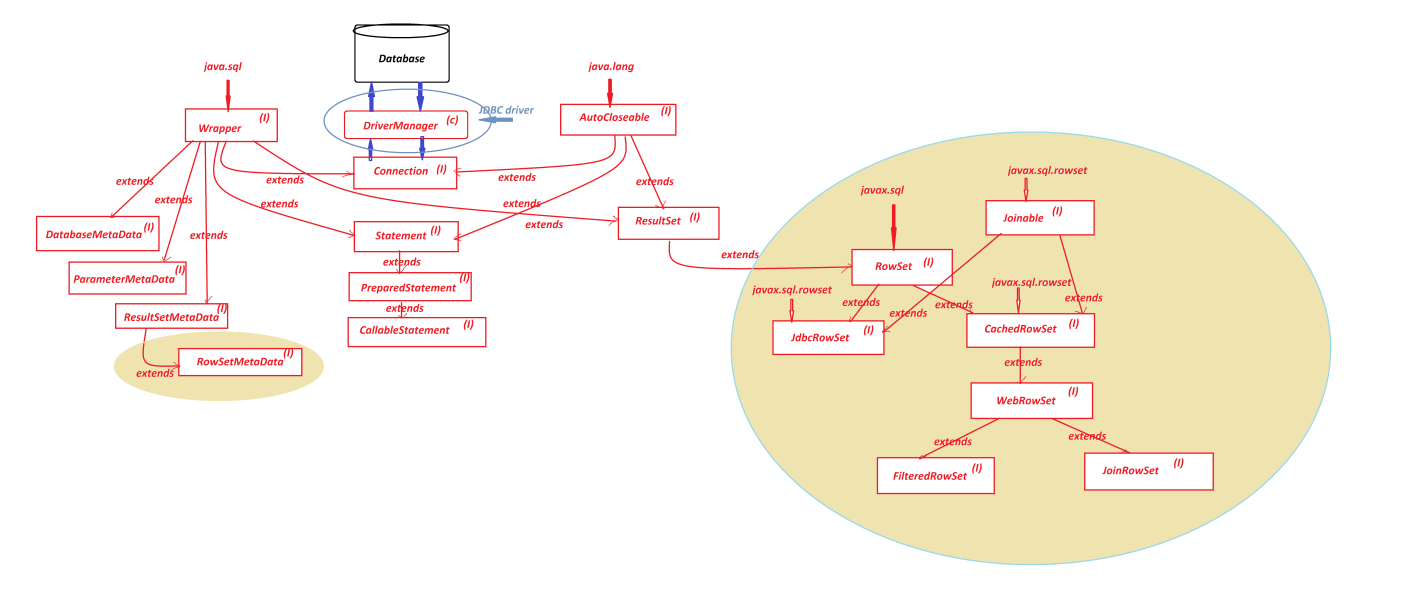 Database
java.sql
java.lang
JDBC driver
Wrapper (I)
DriverManager (c)
AutoCloseable (I)
Connection (I)
extends
extends
extends
extends
extends
extends
extends
extends
extends
DatabaseMetaData (I)
Statement (I)
ResultSet (I)
extends
extends
ParameterMetaData (I)
PreparedStatement (I)
extends
ResultSetMetaData (I)
CallableStatement (I)
RowSetMetaData (I)
extends
javax.sql.rowset
javax.sql
Joinable (I)
RowSet (I)
javax.sql.rowset
javax.sql.rowset
extends
extends
extends
extends
JdbcRowSet (I)
CachedRowSet (I)
extends
WebRowSet (I)
extends
extends
FilteredRowSet (I)
JoinRowSet (I)